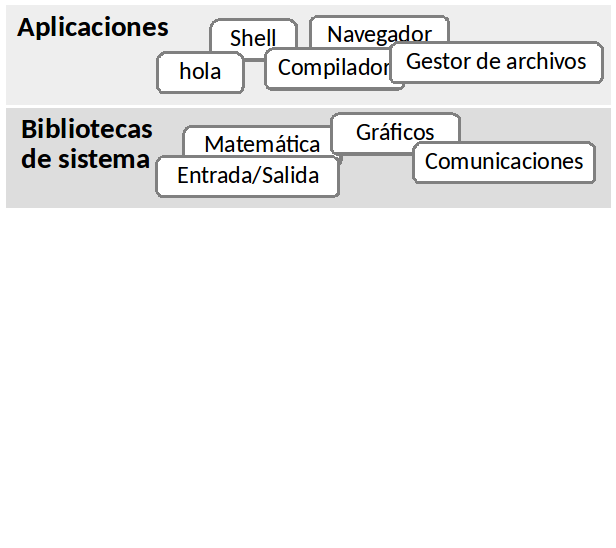 Aplicaciones
Shell
Navegador
hola
Compilador
Gestor de archivos
Bibliotecas
de sistema
Matemática
Gráficos
Entrada/Salida
Comunicaciones